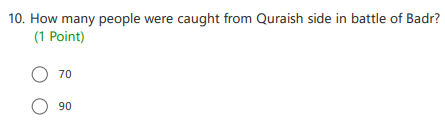 10. How many people were caught from Quraish side in battle of Badr?
(1 Point)
70
90